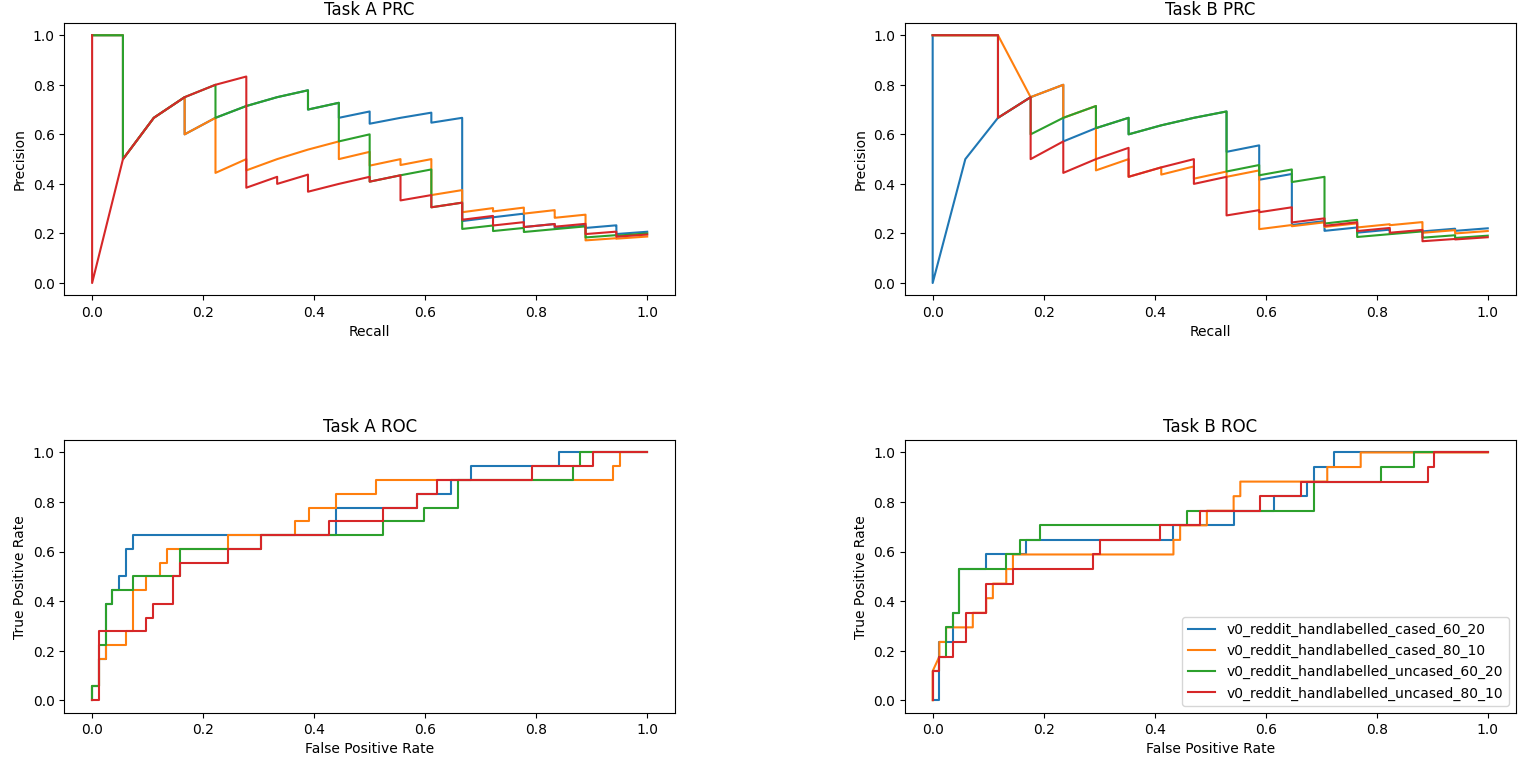 Task A PRC
1.0
0.8
0.6
0.4
0.2
0.0
Precision
0.0 0.2 0.4 0.6 0.8 1.0
Recall
Task B PRC
1.0
0.8
0.6
0.4
0.2
0.0
Precision
0.0 0.2 0.4 0.6 0.8 1.0
Recall
Task A ROC
1.0
0.8
0.6
0.4
0.2
0.0
True Positive Rate
0.0 0.2 0.4 0.6 0.8 1.0
False Positive Rate
Task B ROC
1.0
0.8
0.6
0.4
0.2
0.0
True Positive Rate
v0_reddit_handlabelled_cased_60_20
v0_reddit_handlabelled_cased_80_10
v0_reddit_handlabelled_uncased_60_20
v0_reddit_handlabelled_uncased_80_10
0.0 0.2 0.4 0.6 0.8 1.0
False Positive Rate